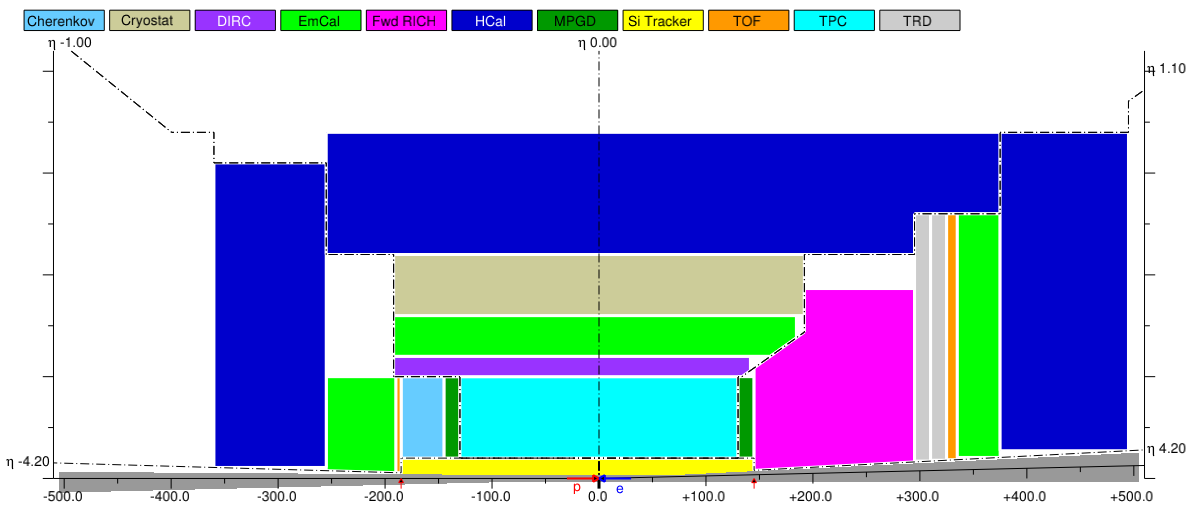 Cherenkov Cryostat DIRC EmCal Fwd RICH HCal MPGD Si Tracker TOF TPC TRD
η -1.00 η 0.00
η 1.10
η -4.20 η 4.20
-500.0 -400.0 -300.0 -200.0 -100.0 0.0 +100.0 +200.0 +300.0 +400.0 +500.0
p e